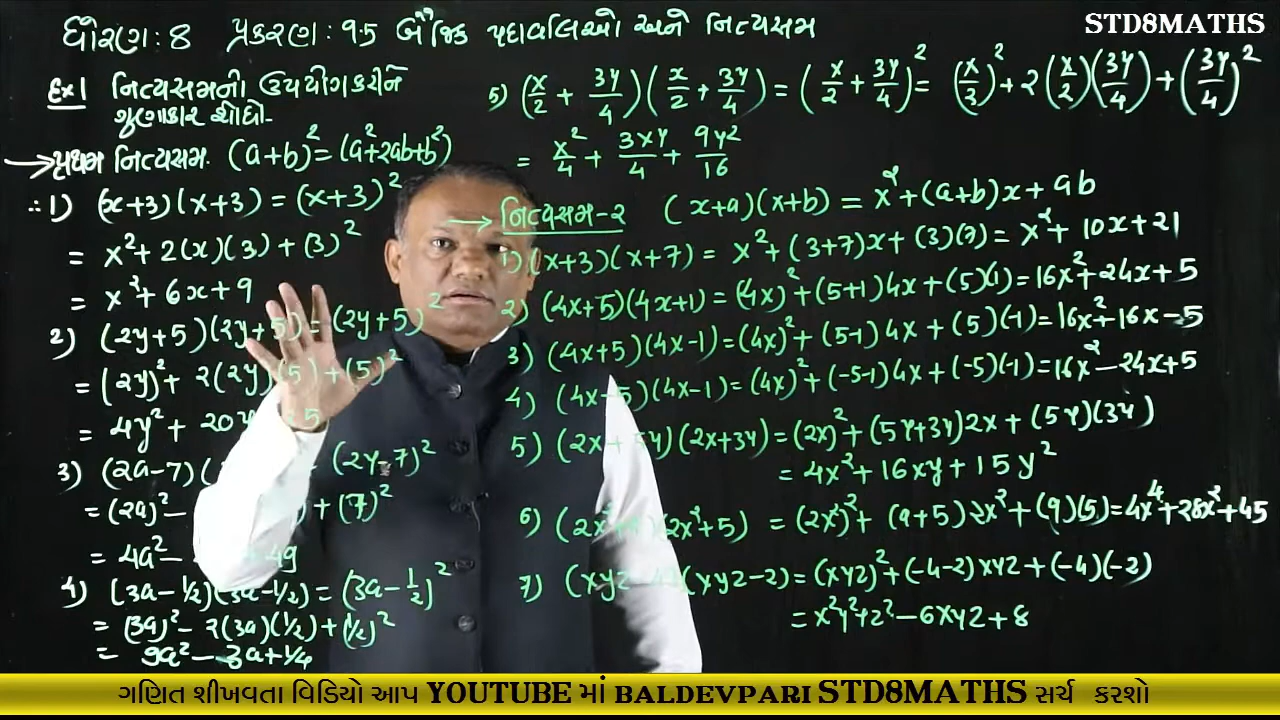 ધોરણ: 8 પ્રકરણ: 9.5 બૈજિક પદાવલિઓ અને નિત્યસમ
STD8MATHS
Ex 1 નિત્યસમની ઉપયોગ કરીને
ગુણાકાર શોધો-
→ પ્રથમ નિત્યસમ. (a+b)² = (a²+2ab+b²)
∴ 1) (x+3)(x+3) = (x+3)²
= x² + 2(x)(3) + (3)²
= x² + 6x + 9
2) (2y+5)(2y+5) = (2y+5)²
= (2y)² + 2(2y)(5) + (5)²
= 4y² + 20y 25
3) (2a-7)( = (2y-7)²
= (2a)² - ) + (7)²
= 4a² - 49
4) (3a-1/2)(3a-1/2) = (3a - 1/2)²
= (3a)² - 2(3a)(1/2) + (1/2)²
= 9a² - 3a + 1/4
5) (x/2 + 3y/4)(x/2 + 3y/4) = (x/2 + 3y/4)² = (x/2)² + 2(x/2)(3y/4) + (3y/4)²
= x²/4 + 3xy/4 + 9y²/16
→ નિત્યસમ-2 (x+a)(x+b) = x² + (a+b)x + ab
1) (x+3)(x+7) = x² + (3+7)x + (3)(7) = x² + 10x + 21
2) (4x+5)(4x+1) = (4x)² + (5+1)4x + (5)(1) = 16x² + 24x + 5
3) (4x+5)(4x-1) = (4x)² + (5-1)4x + (5)(-1) = 16x² + 16x - 5
4) (4x-5)(4x-1) = (4x)² + (-5-1)4x + (-5)(-1) = 16x² - 24x + 5
5) (2x+5y)(2x+3y) = (2x)² + (5y+3y)2x + (5y)(3y)
= 4x² + 16xy + 15y²
6) (2x²+9)(2x²+5) = (2x²)² + (9+5)2x² + (9)(5) = 4x⁴ + 28x² + 45
7) (xyz-4)(xyz-2) = (xyz)² + (-4-2)xyz + (-4)(-2)
= x²y²+z² - 6xyz + 8
ગણિત શીખવતા વિડિયો આપ YOUTUBE માં BALDEVPARI STD8MATHS સર્ચ કરશો